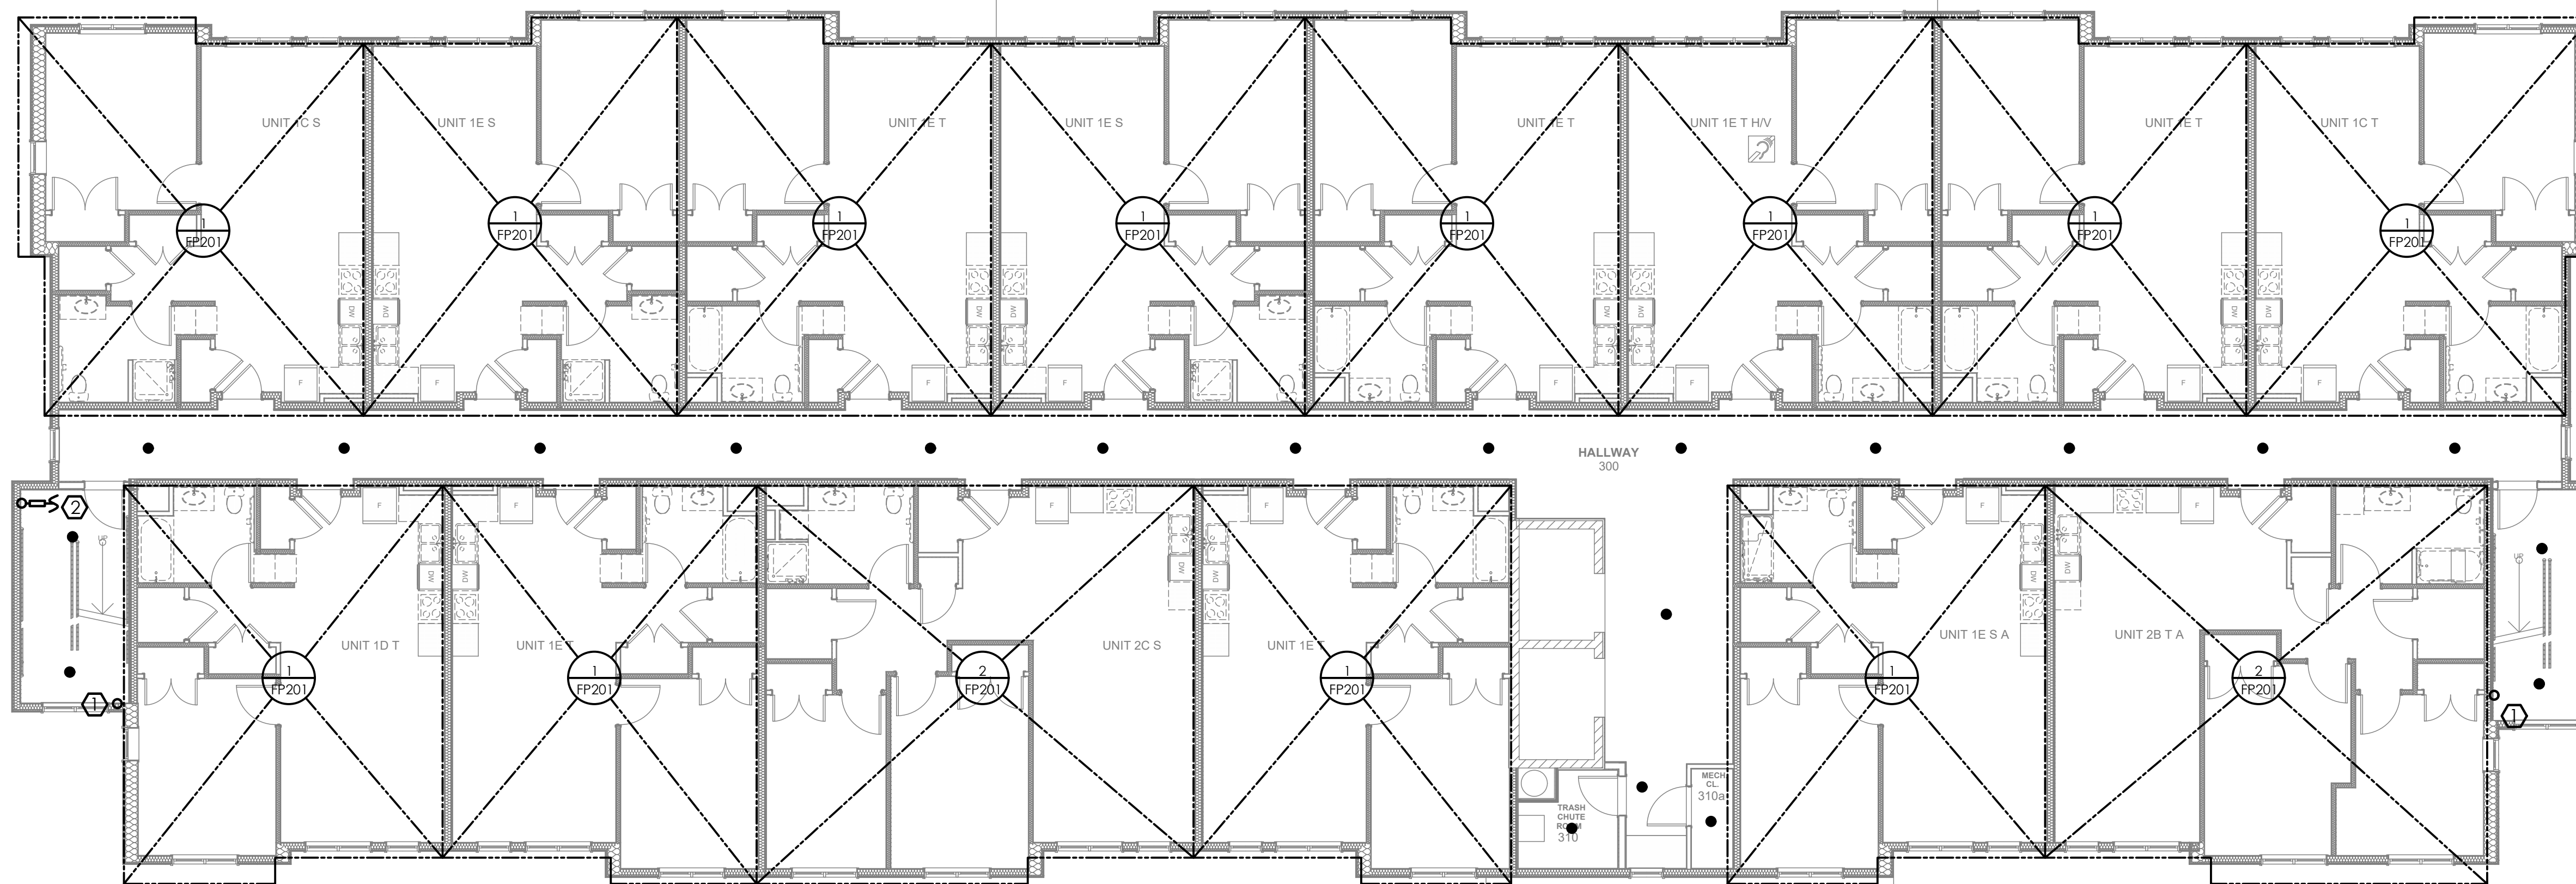 UNIT 1C S
UNIT 1E S
UNIT 1E T
UNIT 1E S
UNIT 1E T
UNIT 1E T H/V
UNIT 1E T
UNIT 1C T
1
FP201
1
FP201
1
FP201
1
FP201
1
FP201
1
FP201
1
FP201
1
FP201
DW
DW
DW
DW
DW
DW
DW
DW
F
F
F
F
F
F
F
F
HALLWAY
300
2
UP
F
F
F
F
F
F
UP
DW
DW
DW
DW
DW
DW
UNIT 1D T
UNIT 1E T
UNIT 2C S
UNIT 1E T
UNIT 1E S A
UNIT 2B T A
1
FP201
1
FP201
2
FP201
1
FP201
1
FP201
2
FP201
1
1
MECH
CL.
310a
TRASH
CHUTE
ROOM
310